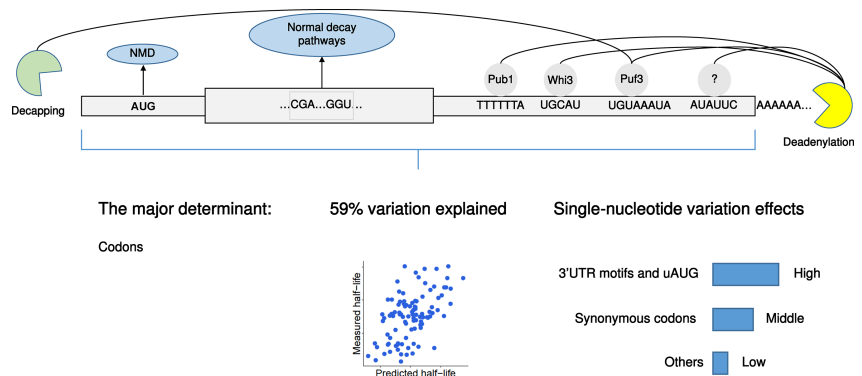 Normal decay
pathways
NMD
Pub1
Whi3
Puf3
?
Decapping
AUG
...CGA...GGU...
TTTTTTA
UGCAU
UGUAAAUA
AUAUUC
AAAAAA...
Deadenylation
The major determinant:
59% variation explained
Single-nucleotide variation effects
Codons
3'UTR motifs and uAUG
High
Synonymous codons
Middle
Others
Low
Measured half-life
Predicted half-life